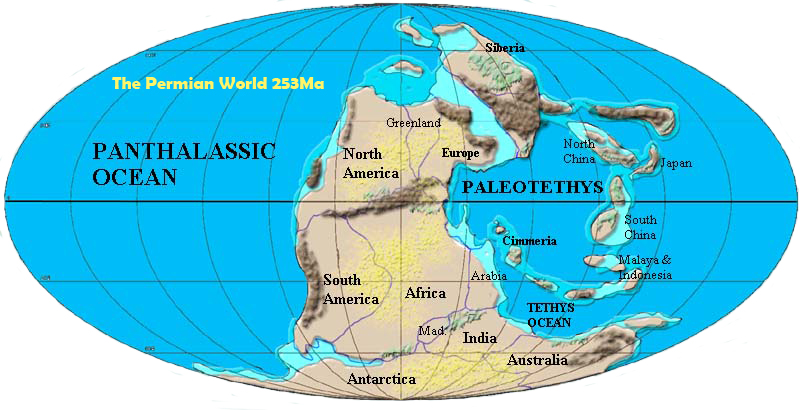 Siberia
The Permian World 253Ma
Greenland
PANTHALASSIC
OCEAN
North
America
Europe
North
China
Japan
PALEOTETHYS
South
China
Cimmeria
Malaya &
Indonesia
Arabia
South
America
Africa
TETHYS
OCEAN
Mad.
India
Australia
Antarctica